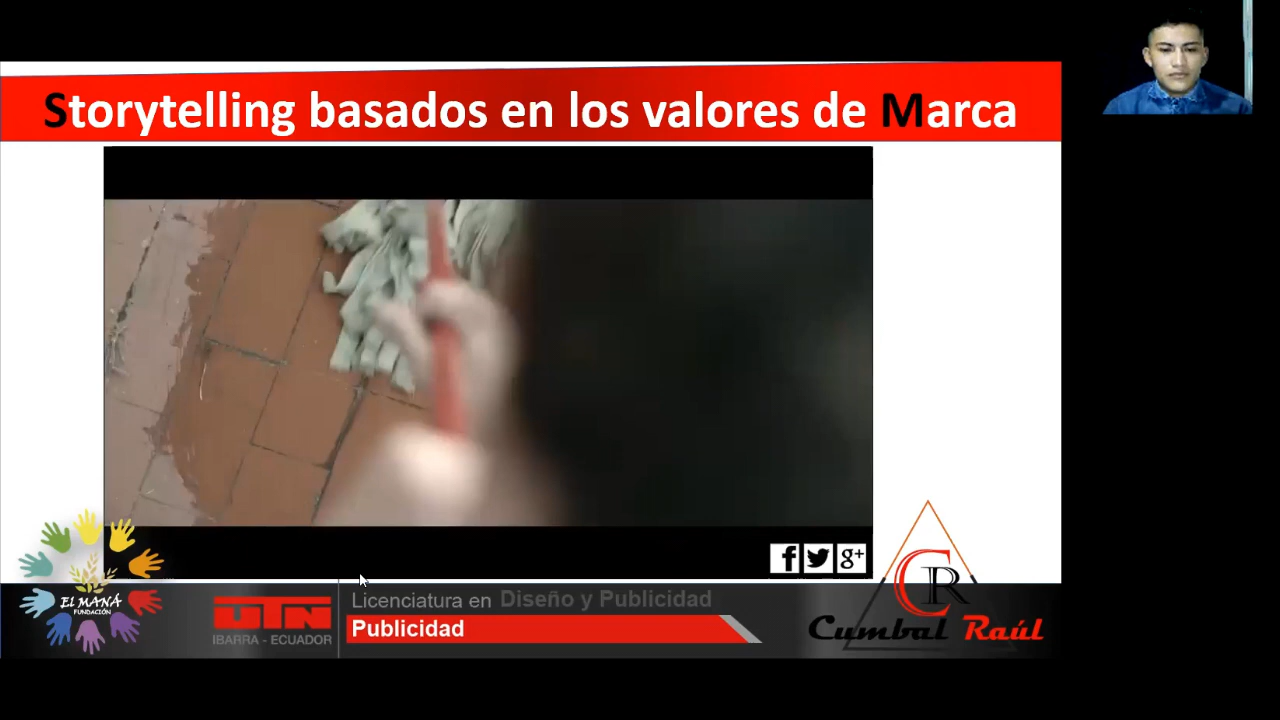 Storytelling basados en los valores de Marca
f
g+
EL MANÁ
FUNDACIÓN
UTN
IBARRA - ECUADOR
Licenciatura en Diseño y Publicidad
Publicidad
CR
Cumbal Raúl